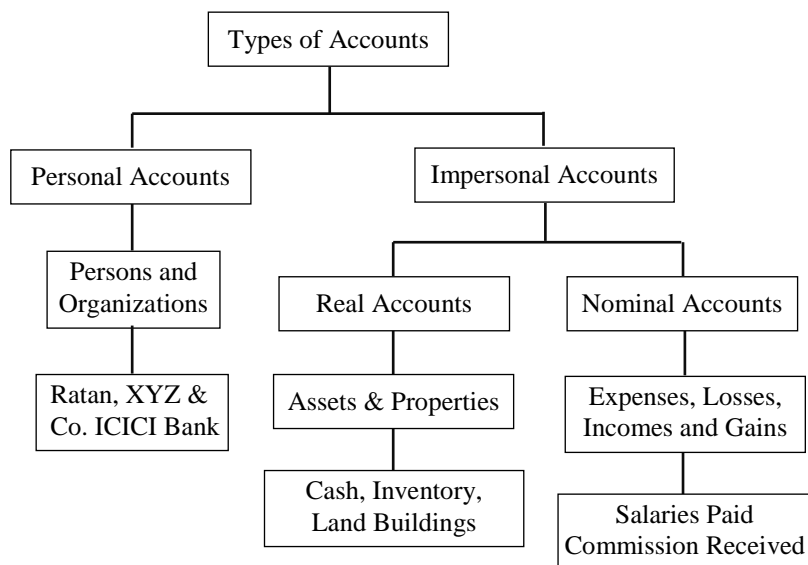 Types of Accounts
Personal Accounts
Impersonal Accounts
Persons and
Organizations
Real Accounts
Nominal Accounts
Ratan, XYZ &
Co. ICICI Bank
Assets & Properties
Expenses, Losses,
Incomes and Gains
Cash, Inventory,
Land Buildings
Salaries Paid
Commission Received